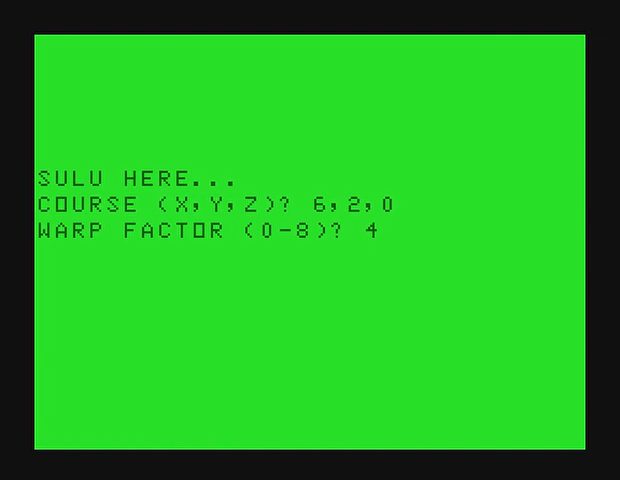 SULU HERE...
COURSE (X,Y,Z)? 6,2,0
WARP FACTOR (0-8)? 4